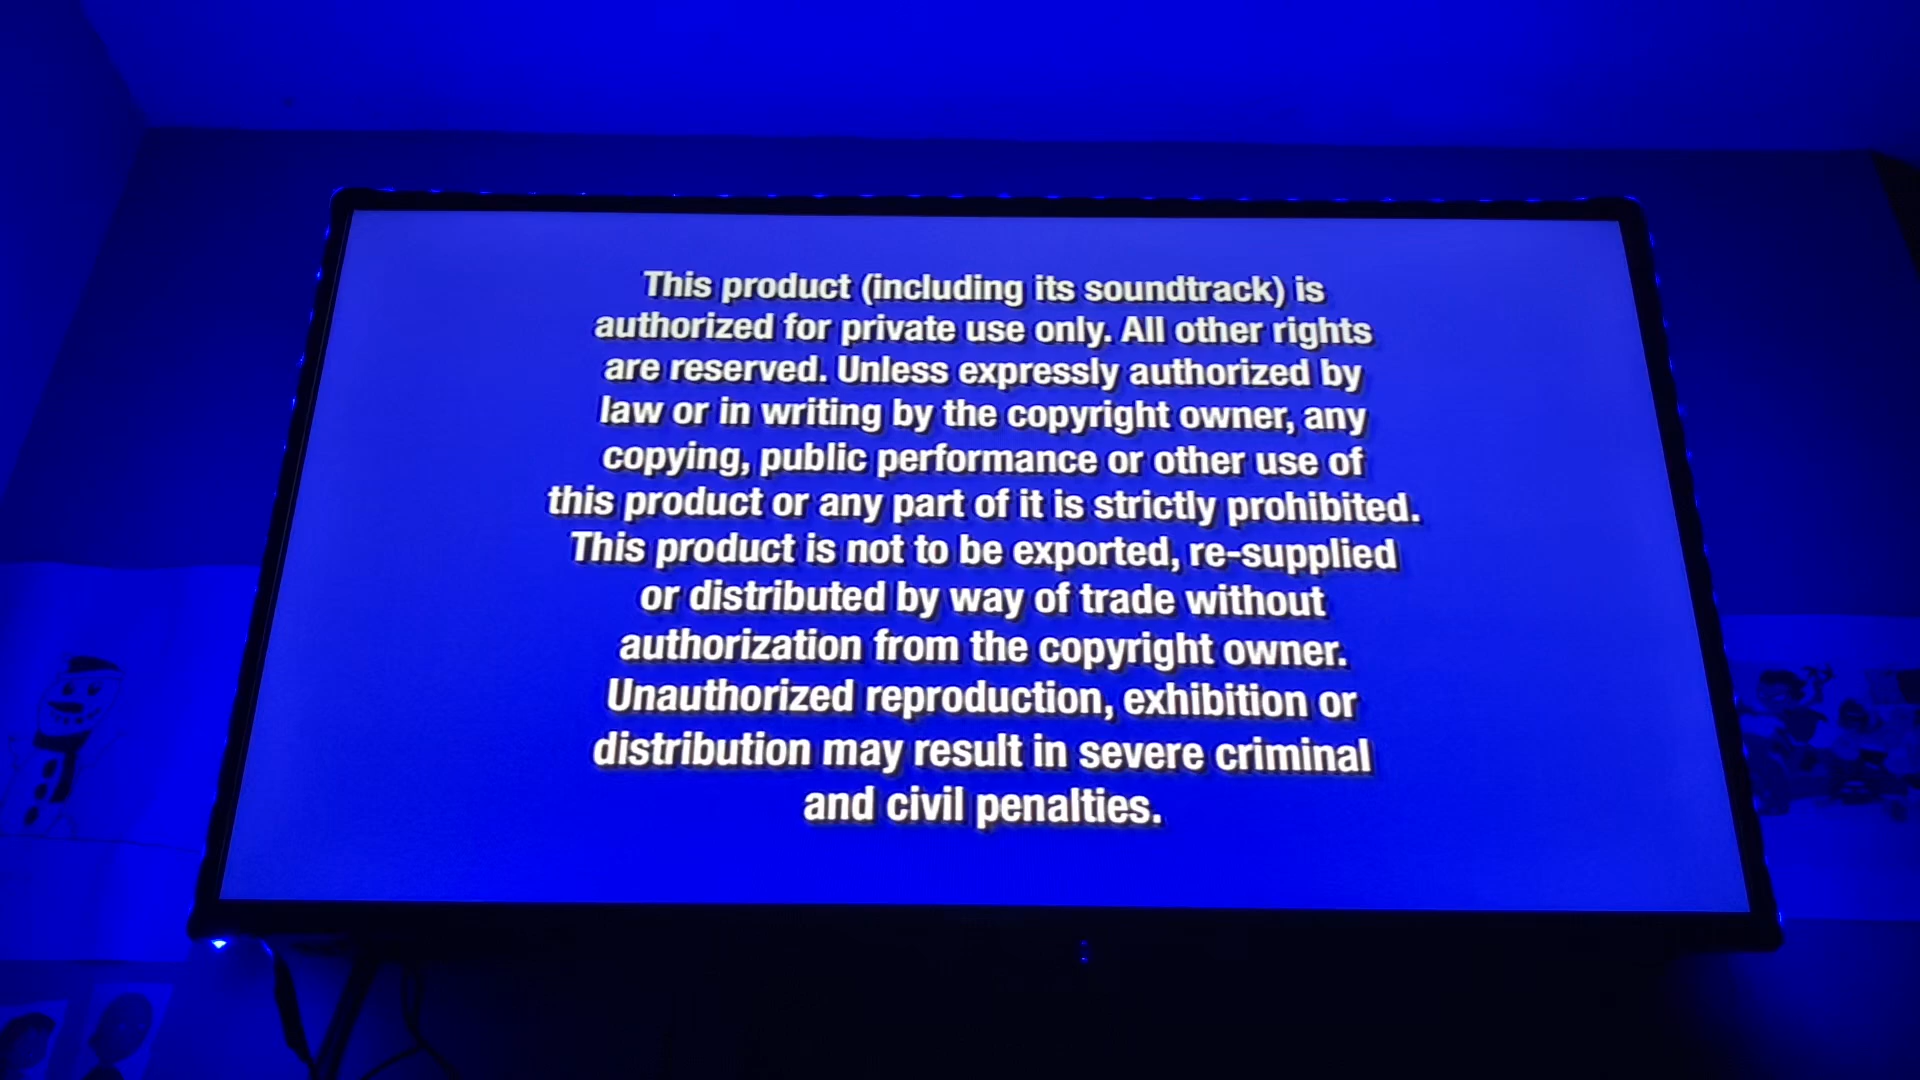 This product (including its soundtrack) is
authorized for private use only. All other rights
are reserved. Unless expressly authorized by
law or in writing by the copyright owner, any
copying, public performance or other use of
this product or any part of it is strictly prohibited.
This product is not to be exported, re-supplied
or distributed by way of trade without
authorization from the copyright owner.
Unauthorized reproduction, exhibition or
distribution may result in severe criminal
and civil penalties.